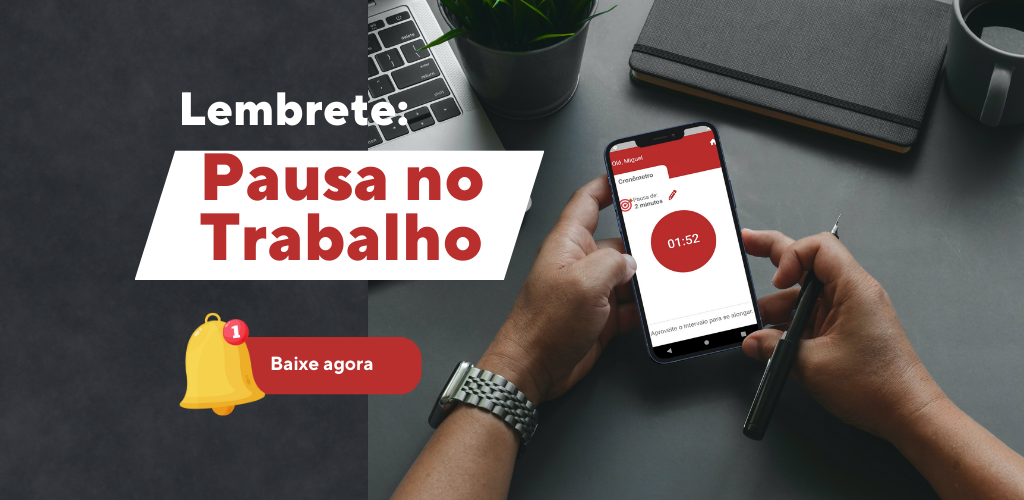 Lembrete:
Pausa no
Trabalho
1
Baixe agora
Olá, Miguel
Cronômetro
Pausa de:
2 minutos
01:52
Aproveite o intervalo para se alongar.